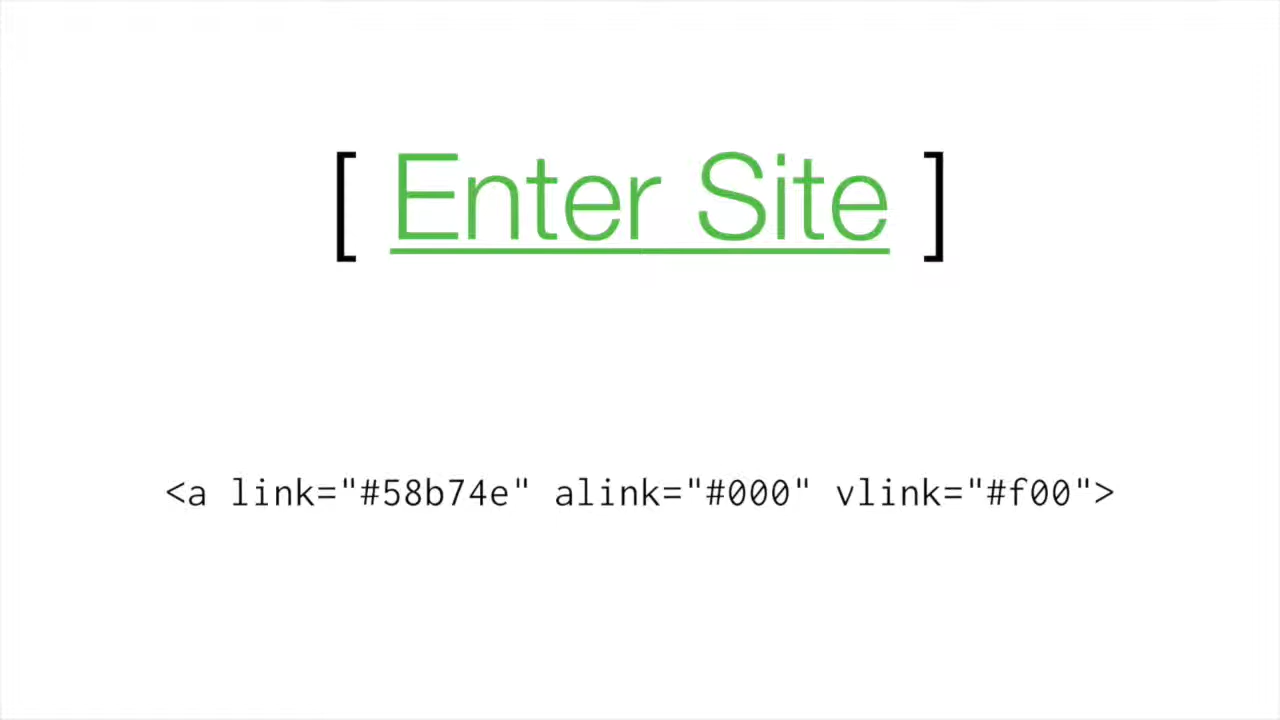 [ Enter Site ]
<a link="#58b74e" alink="#000" vlink="#f00">